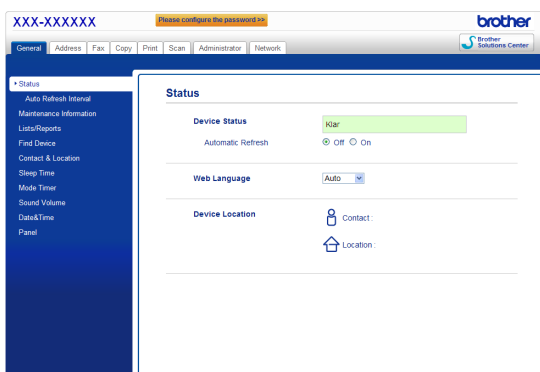 XXX-XXXXXX
Please configure the password >>
brother
General Address Fax Copy Print Scan Administrator Network
Brother
Solutions Center
Status
Auto Refresh Interval
Maintenance Information
Lists/Reports
Find Device
Contact & Location
Sleep Time
Mode Timer
Sound Volume
Date&Time
Panel
Status
Device Status
Klar
Automatic Refresh
Off On
Web Language
Auto
Device Location
Contact :
Location :